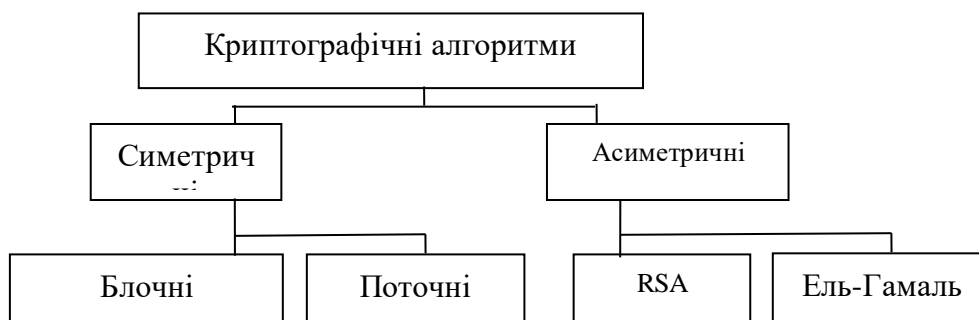 Криптографічні алгоритми
Симетрич
Асиметричні
Блочні
Поточні
RSA
Ель-Гамаль